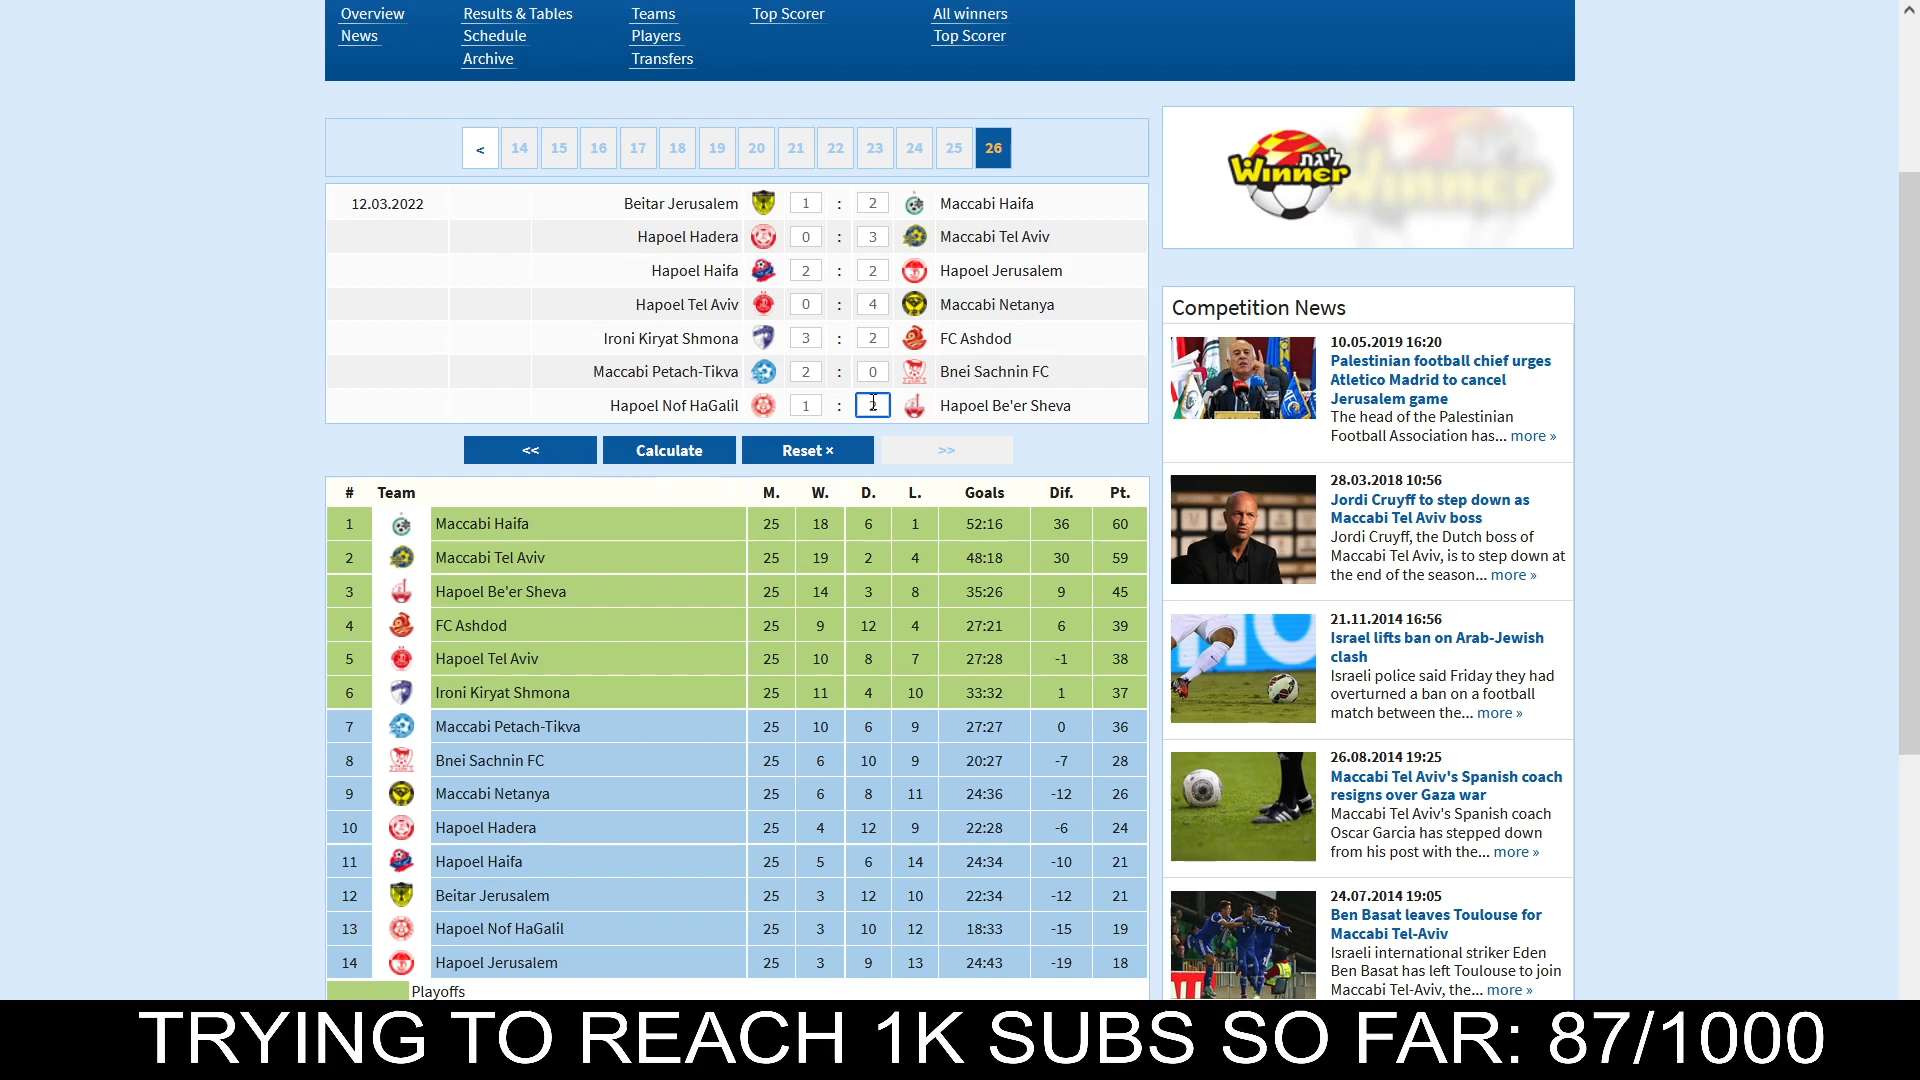 Overview Results & Tables Teams Top Scorer All winners
News Schedule Players Top Scorer
Archive Transfers
< 14 15 16 17 18 19 20 21 22 23 24 25 26
12.03.2022 Beitar Jerusalem 1 : 2 Maccabi Haifa
Hapoel Hadera 0 : 3 Maccabi Tel Aviv
Hapoel Haifa 2 : 2 Hapoel Jerusalem
Hapoel Tel Aviv 0 : 4 Maccabi Netanya
Ironi Kiryat Shmona 3 : 2 FC Ashdod
Maccabi Petach-Tikva 2 : 0 Bnei Sachnin FC
Hapoel Nof HaGalil 1 : 2 Hapoel Be'er Sheva
<< Calculate Reset × >>
# Team M. W. D. L. Goals Dif. Pt.
1 Maccabi Haifa 25 18 6 1 52:16 36 60
2 Maccabi Tel Aviv 25 19 2 4 48:18 30 59
3 Hapoel Be'er Sheva 25 14 3 8 35:26 9 45
4 FC Ashdod 25 9 12 4 27:21 6 39
5 Hapoel Tel Aviv 25 10 8 7 27:28 -1 38
6 Ironi Kiryat Shmona 25 11 4 10 33:32 1 37
7 Maccabi Petach-Tikva 25 10 6 9 27:27 0 36
8 Bnei Sachnin FC 25 6 10 9 20:27 -7 28
9 Maccabi Netanya 25 6 8 11 24:36 -12 26
10 Hapoel Hadera 25 4 12 9 22:28 -6 24
11 Hapoel Haifa 25 5 6 14 24:34 -10 21
12 Beitar Jerusalem 25 3 12 10 22:34 -12 21
13 Hapoel Nof HaGalil 25 3 10 12 18:33 -15 19
14 Hapoel Jerusalem 25 3 9 13 24:43 -19 18
Playoffs
ליגת
Winner
Competition News
10.05.2019 16:20
Palestinian football chief urges
Atletico Madrid to cancel
Jerusalem game
The head of the Palestinian
Football Association has... more »
28.03.2018 10:56
Jordi Cruyff to step down as
Maccabi Tel Aviv boss
Jordi Cruyff, the Dutch boss of
Maccabi Tel Aviv, is to step down at
the end of the season... more »
21.11.2014 16:56
Israel lifts ban on Arab-Jewish
clash
Israeli police said Friday they had
overturned a ban on a football
match between the... more »
26.08.2014 19:25
Maccabi Tel Aviv's Spanish coach
resigns over Gaza war
Maccabi Tel Aviv's Spanish coach
Oscar Garcia has stepped down
from his post with the... more »
24.07.2014 19:05
Ben Basat leaves Toulouse for
Maccabi Tel-Aviv
Israeli international striker Eden
Ben Basat has left Toulouse to join
Maccabi Tel-Aviv, the... more »
TRYING TO REACH 1K SUBS SO FAR: 87/1000